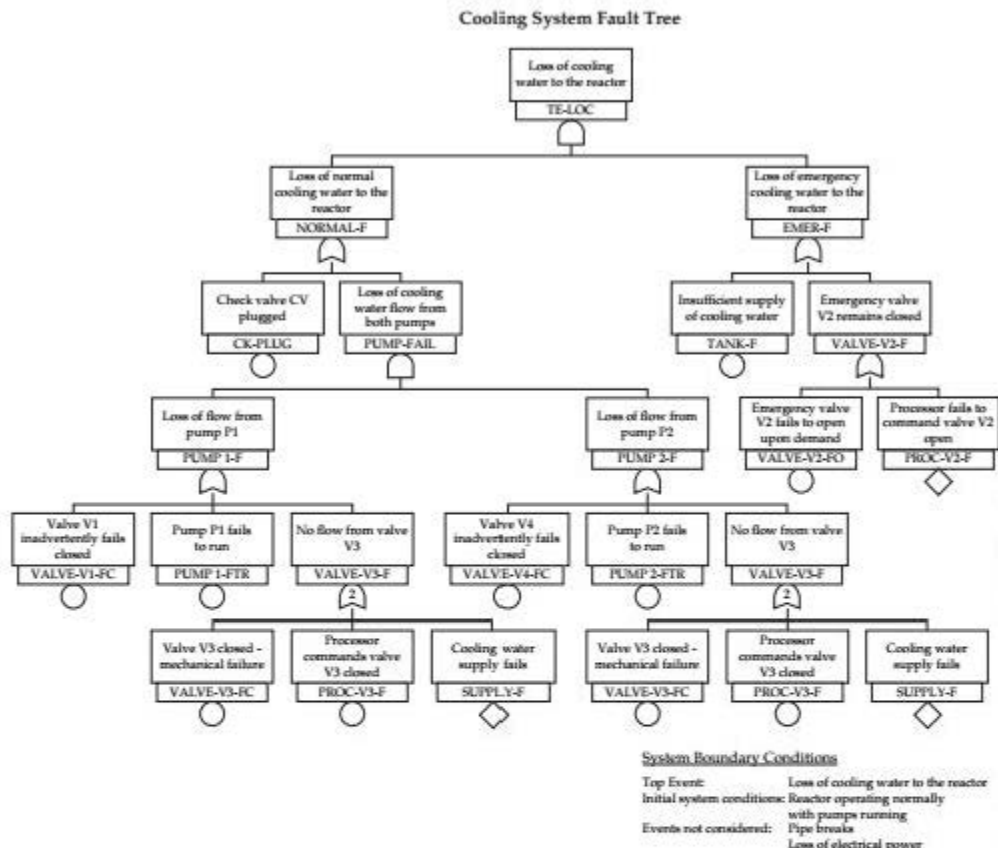 Cooling System Fault Tree
Loss of cooling
water to the reactor
TE-LOC
Loss of normal
cooling water to the
reactor
NORMAL-F
Loss of emergency
cooling water to the
reactor
EMER-F
Check valve CV
plugged
CK-PLUG
Loss of cooling
water flow from
both pumps
PUMP-FAIL
Insufficient supply
of cooling water
TANK-F
Emergency valve
V2 remains closed
VALVE-V2-F
Loss of flow from
pump P1
PUMP 1-F
Loss of flow from
pump P2
PUMP 2-F
Emergency valve
V2 fails to open
upon demand
VALVE-V2-FO
Processor fails to
command valve V2
open
PROC-V2-F
Valve V1
inadvertently fails
closed
VALVE-V1-FC
Pump P1 fails
to run
PUMP 1-FTR
No flow from valve
V3
VALVE-V3-F
2
Valve V4
inadvertently fails
closed
VALVE-V4-FC
Pump P2 fails
to run
PUMP 2-FTR
No flow from valve
V3
VALVE-V3-F
2
Valve V3 closed -
mechanical failure
VALVE-V3-FC
Processor
commands valve
V3 closed
PROC-V3-F
Cooling water
supply fails
SUPPLY-F
Valve V3 closed -
mechanical failure
VALVE-V3-FC
Processor
commands valve
V3 closed
PROC-V3-F
Cooling water
supply fails
SUPPLY-F
System Boundary Conditions
Top Event: Loss of cooling water to the reactor
Initial system conditions: Reactor operating normally
with pumps running
Events not considered: Pipe breaks
Loss of electrical power